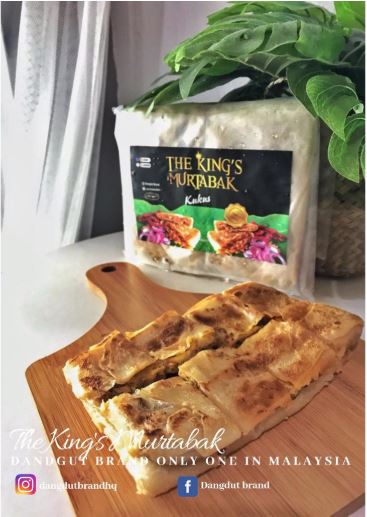 THE KING'S
MURTABAK
Kukus
The King's Murtabak
DANDGUT BRAND ONLY ONE IN MALAYSIA
dangdutbrandhq
Dangdut brand